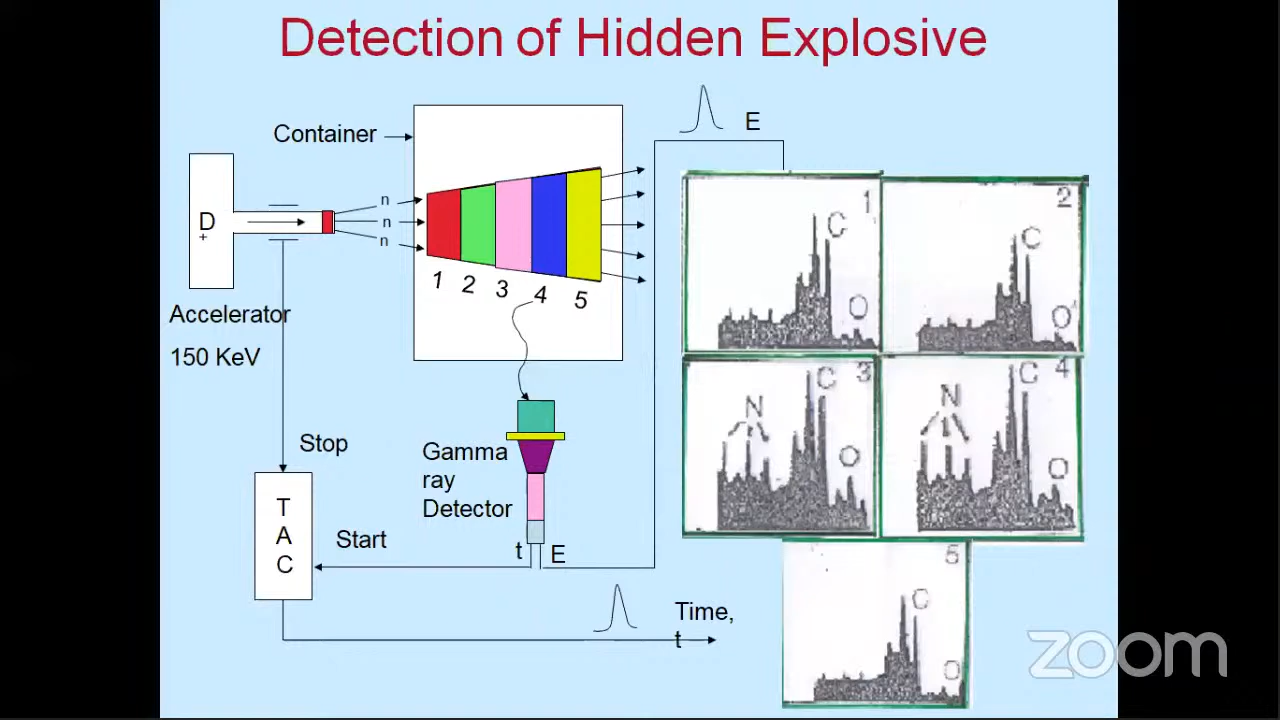 Detection of Hidden Explosive
Container
E
D
+
n
n
n
1 2 3 4 5
Accelerator
150 KeV
Stop
Gamma
ray
Detector
T
A
C
Start
t E
Time,
t
1
C
O
2
C
O
3
N
C
O
4
N
C
O
5
C
O
zoom